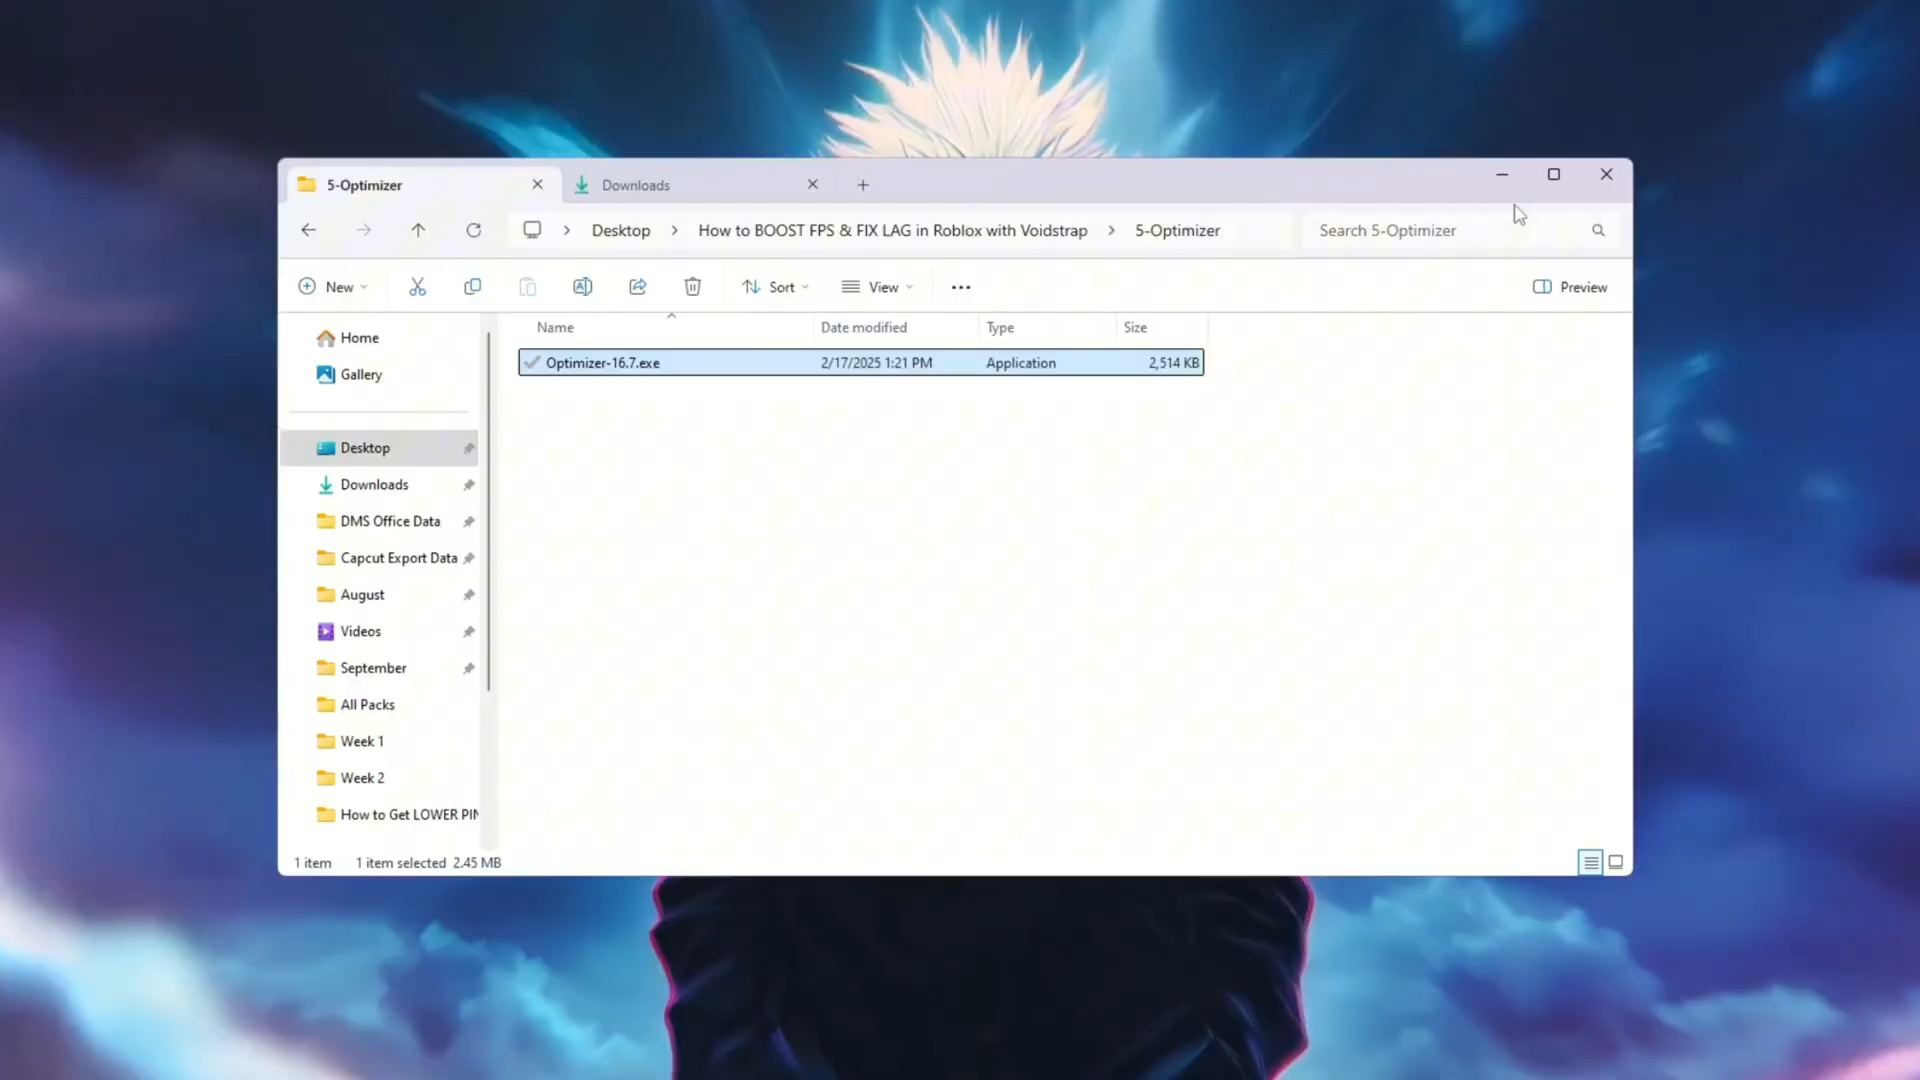 5-Optimizer
Downloads
Desktop > How to BOOST FPS & FIX LAG in Roblox with Voidstrap > 5-Optimizer
Search 5-Optimizer
New
Sort
View
Preview
Name Date modified Type Size
Optimizer-16.7.exe 2/17/2025 1:21 PM Application 2,514 KB
Home
Gallery
Desktop
Downloads
DMS Office Data
Capcut Export Data
August
Videos
September
All Packs
Week 1
Week 2
How to Get LOWER PIN
1 item 1 item selected 2.45 MB